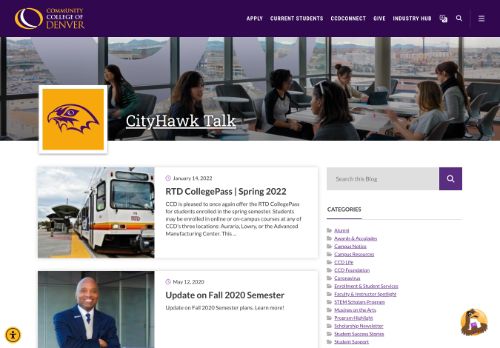 COMMUNITY
COLLEGE OF
DENVER
APPLY CURRENT STUDENTS CCDCONNECT GIVE INDUSTRY HUB
CityHawk Talk
January 14, 2022
RTD CollegePass | Spring 2022
CCD is pleased to once again offer the RTD CollegePass
for students enrolled in the spring semester. Students
may be enrolled in online or on-campus courses at any of
CCD's three locations: Auraria, Lowry, or the Advanced
Manufacturing Center. This ...
May 12, 2020
Update on Fall 2020 Semester
Update on Fall 2020 Semester plans. Learn more!
Search this Blog
CATEGORIES
Alumni
Awards & Accolades
Campus Notice
Campus Resources
CCD Life
CCD Foundation
Coronavirus
Enrollment & Student Services
Faculty & Instructor Spotlight
STEM Scholars Program
Musings on the Arts
Program Highlight
Scholarship Newsletter
Student Success Stories
Student Support